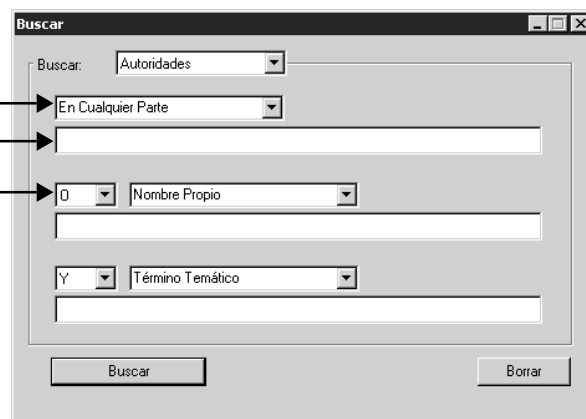 Buscar
Buscar: Autoridades
En Cualquier Parte
O Nombre Propio
Y Término Temático
Buscar Borrar